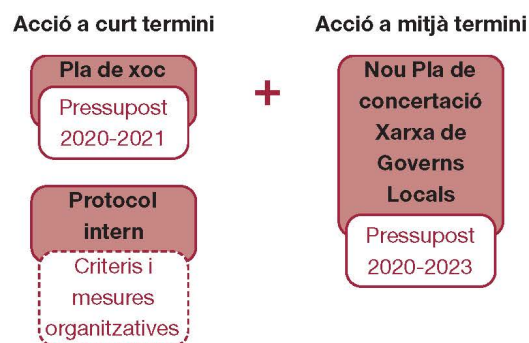 Acció a curt termini
Pla de xoc
Pressupost
2020-2021
Protocol
intern
Criteris i
mesures
organitzatives
+
Acció a mitjà termini
Nou Pla de
concertació
Xarxa de
Governs
Locals
Pressupost
2020-2023